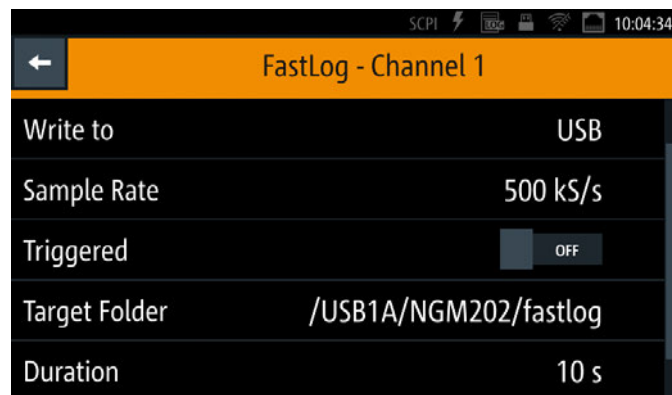 SCPI 10:04:34
FastLog - Channel 1
Write to USB
Sample Rate 500 kS/s
Triggered OFF
Target Folder /USB1A/NGM202/fastlog
Duration 10 s